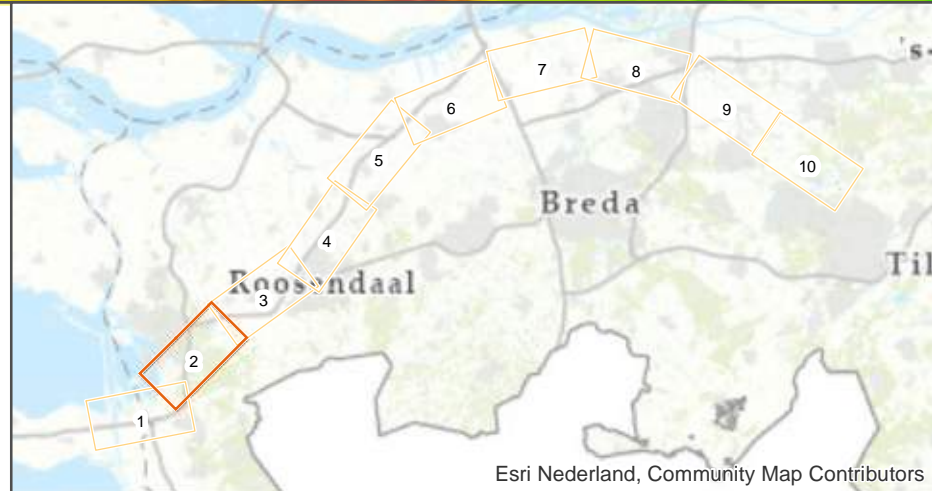 's-
7
8
6
9
5
10
Breda
4
Til
Roosendaal
3
2
1
Esri Nederland, Community Map Contributors